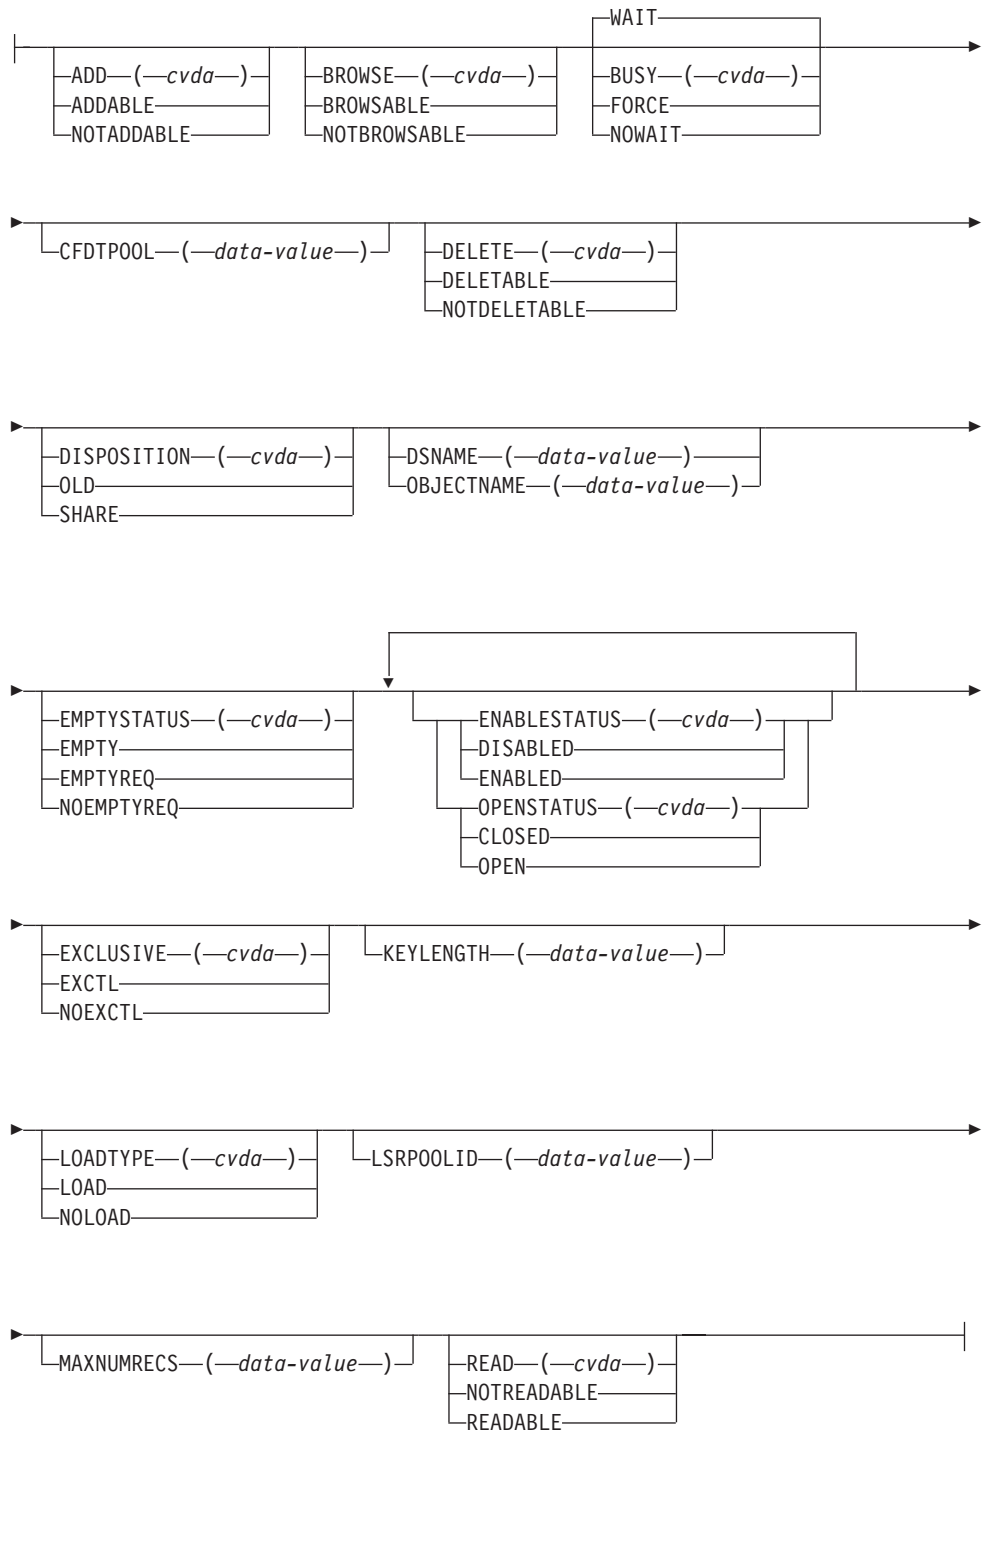 WAIT
ADD ( cvda ) BROWSE ( cvda ) BUSY ( cvda )
ADDABLE BROWSABLE FORCE
NOTADDABLE NOTBROWSABLE NOWAIT
CFDTPOOL ( data-value ) DELETE ( cvda )
DELETABLE
NOTDELETABLE
DISPOSITION ( cvda ) DSNAME ( data-value )
OLD OBJECTNAME ( data-value )
SHARE
EMPTYSTATUS ( cvda ) ENABLESTATUS ( cvda )
EMPTY DISABLED
EMPTYREQ ENABLED
NOEMPTYREQ OPENSTATUS ( cvda )
CLOSED
OPEN
EXCLUSIVE ( cvda ) KEYLENGTH ( data-value )
EXCTL
NOEXCTL
LOADTYPE ( cvda ) LSRPOOLID ( data-value )
LOAD
NOLOAD
MAXNUMRECS ( data-value ) READ ( cvda )
NOTREADABLE
READABLE